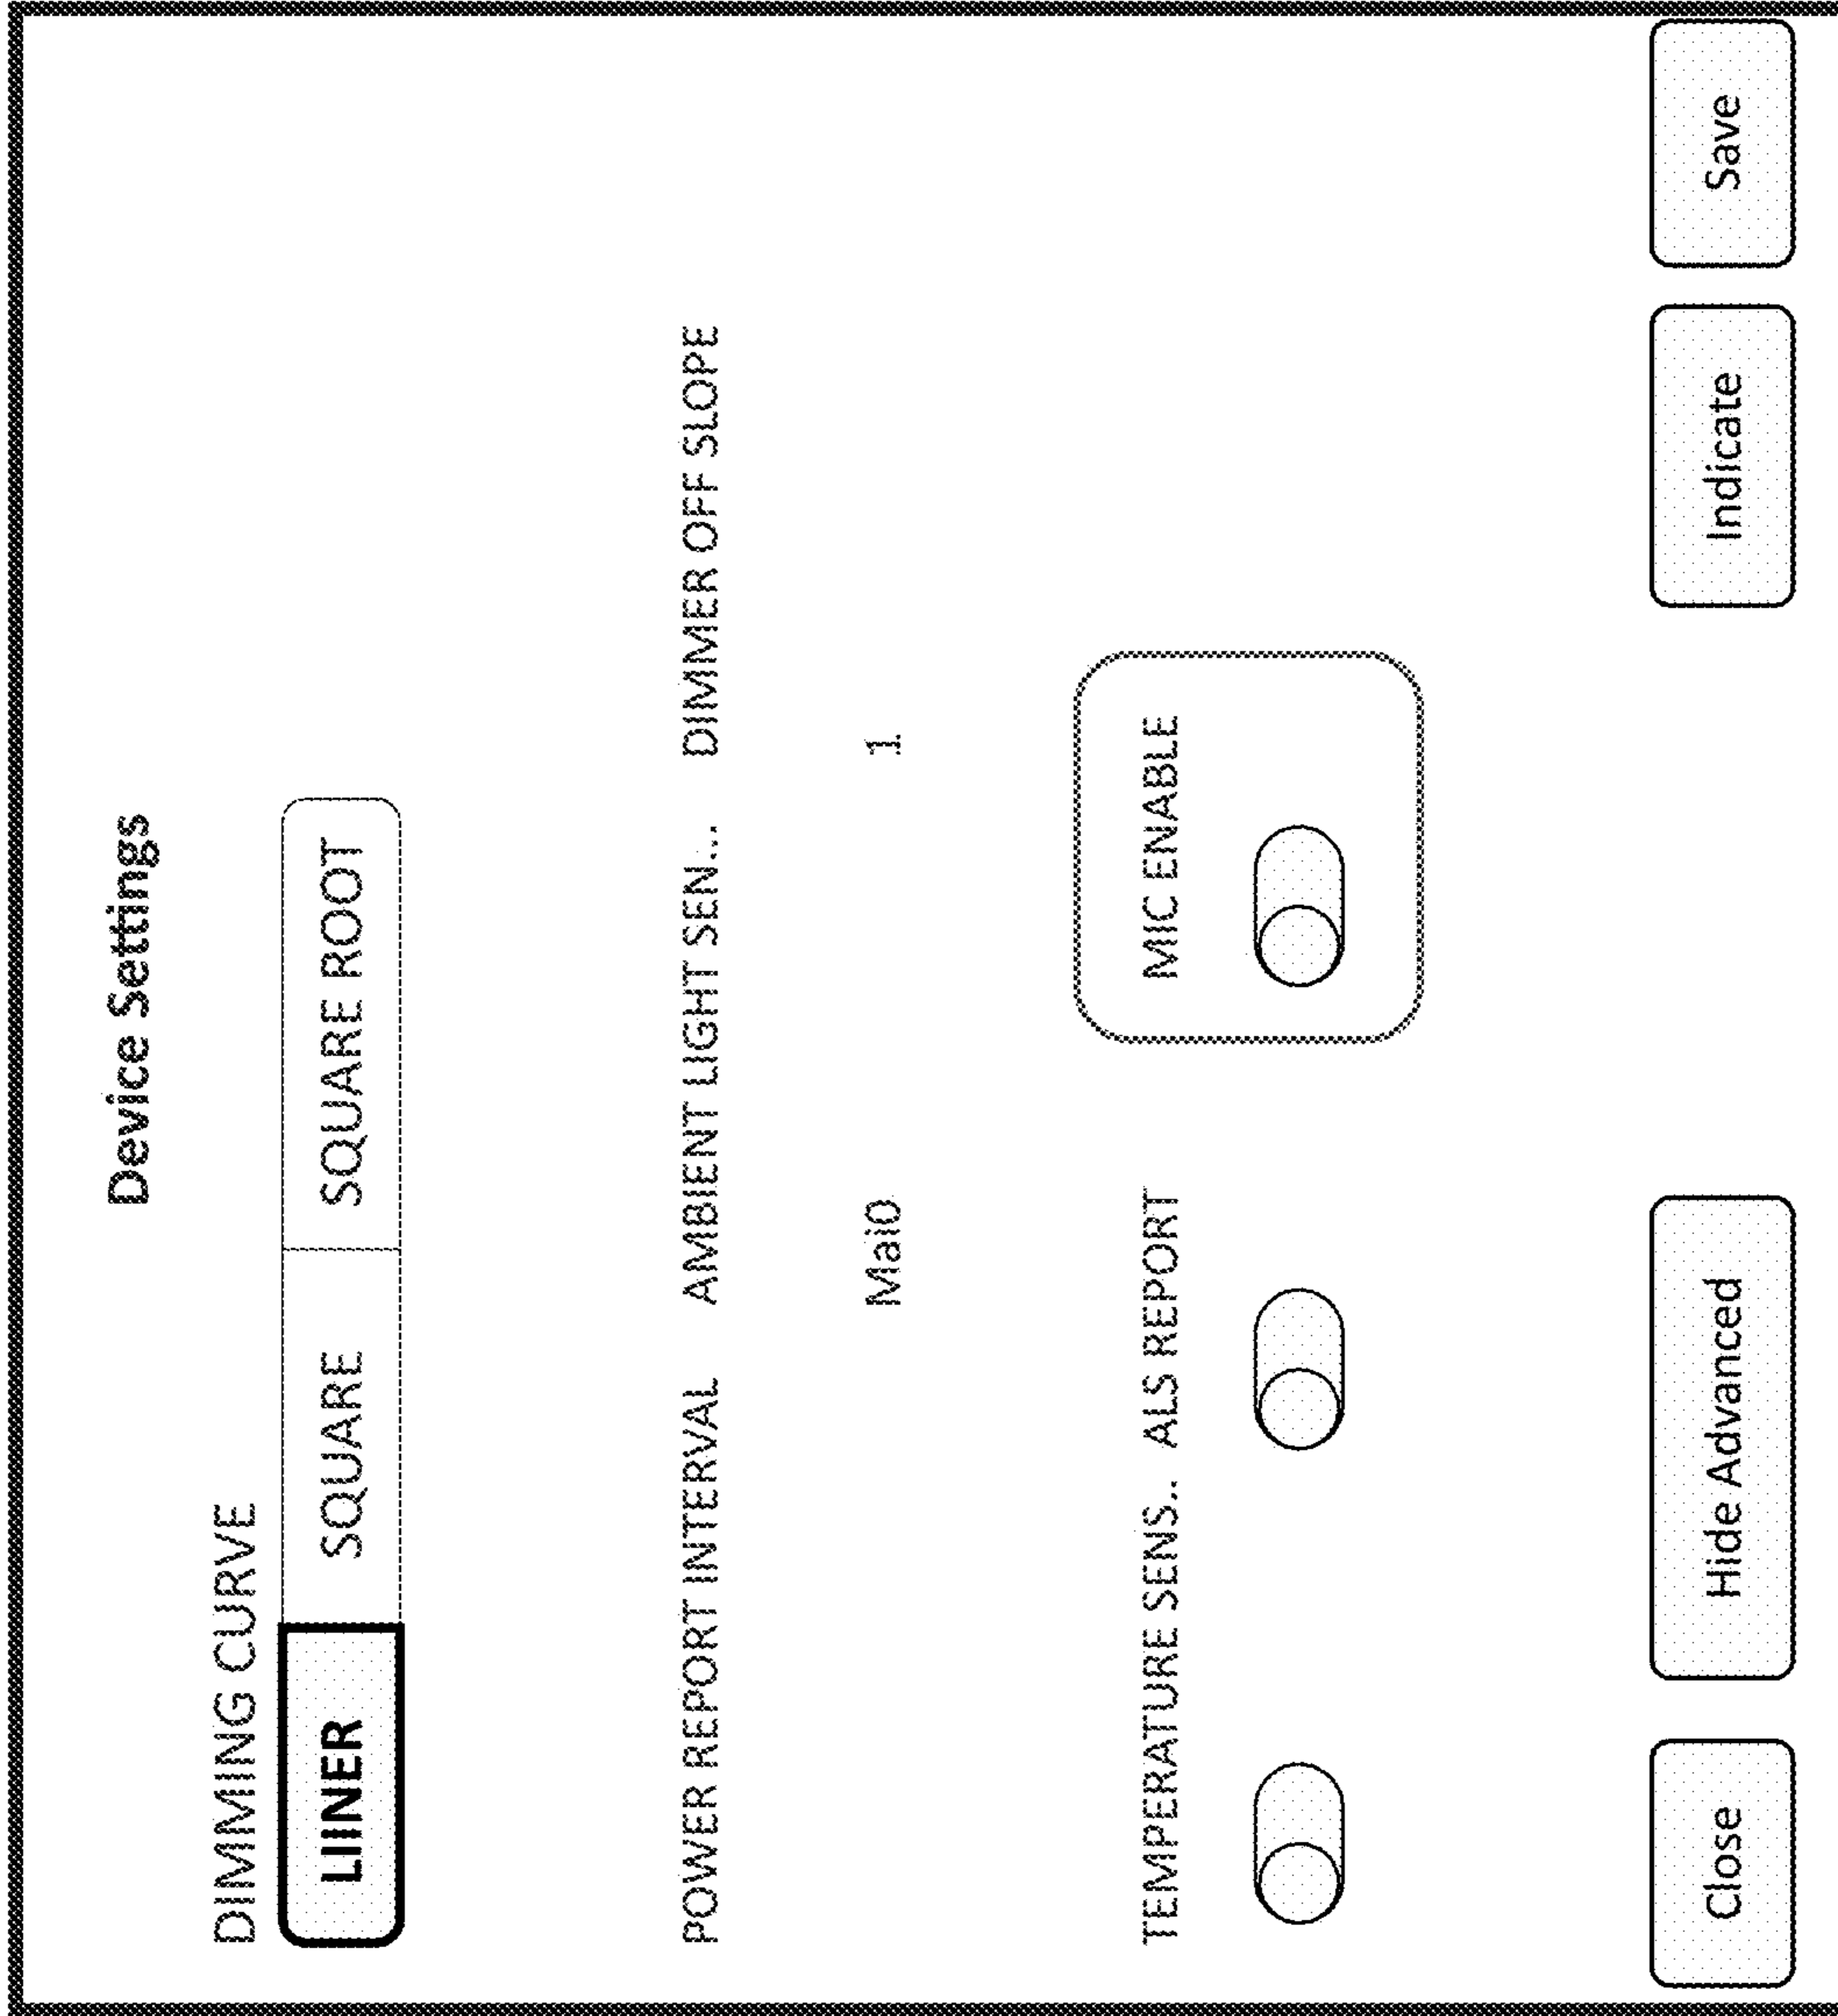 Device Settings
DIMMING CURVE
LIINER SQUARE SQUARE ROOT
POWER REPORT INTERVAL AMBIENT LIGHT SEN... DIMMER OFF SLOPE
Mai0 1
TEMPERATURE SENS.. ALS REPORT MIC ENABLE
Close Hide Advanced Indicate Save